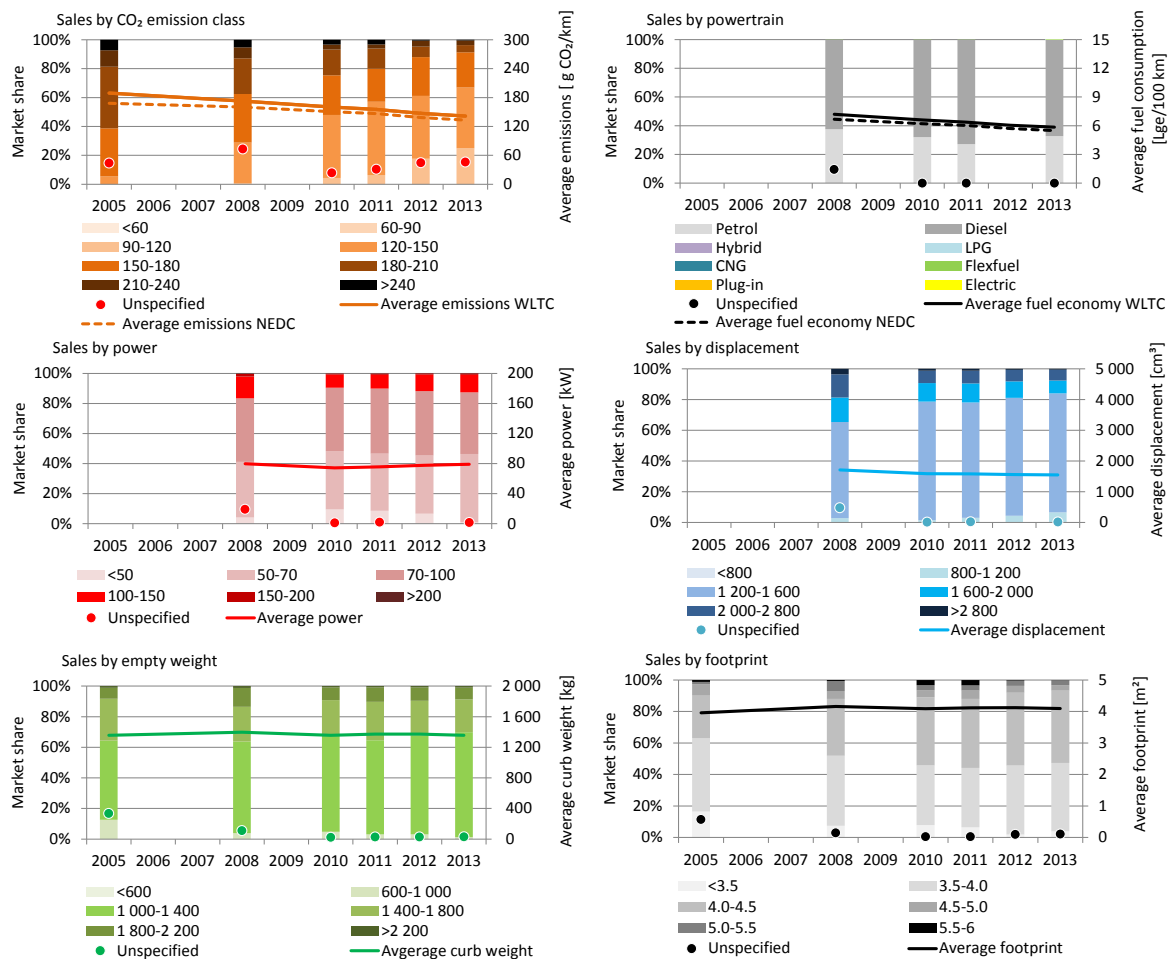 Sales by CO₂ emission class
100%
80%
60%
40%
20%
0%
Market share
300
240
180
120
60
0
Average emissions [ g CO₂/km]
2005 2006 2007 2008 2009 2010 2011 2012 2013
<60 60-90
90-120 120-150
150-180 180-210
210-240 >240
Unspecified Average emissions WLTC
Average emissions NEDC
Sales by powertrain
100%
80%
60%
40%
20%
0%
Market share
15
12
9
6
3
0
Average fuel consumption
[Lge/100 km]
2005 2006 2007 2008 2009 2010 2011 2012 2013
Petrol Diesel
Hybrid LPG
CNG Flexfuel
Plug-in Electric
Unspecified Average fuel economy WLTC
Average fuel economy NEDC
Sales by power
100%
80%
60%
40%
20%
0%
Market share
200
160
120
80
40
0
Average power [kW]
2005 2006 2007 2008 2009 2010 2011 2012 2013
<50 50-70 70-100
100-150 150-200 >200
Unspecified Average power
Sales by displacement
100%
80%
60%
40%
20%
0%
Market share
5 000
4 000
3 000
2 000
1 000
0
Average displacement [cm³]
2005 2006 2007 2008 2009 2010 2011 2012 2013
<800 800-1 200
1 200-1 600 1 600-2 000
2 000-2 800 >2 800
Unspecified Average displacement
Sales by empty weight
100%
80%
60%
40%
20%
0%
Market share
2 000
1 600
1 200
800
400
0
Average curb weight [kg]
2005 2006 2007 2008 2009 2010 2011 2012 2013
<600 600-1 000
1 000-1 400 1 400-1 800
1 800-2 200 >2 200
Unspecified Avgerage curb weight
Sales by footprint
100%
80%
60%
40%
20%
0%
Market share
5
4
3
2
1
0
Average footprint [m²]
2005 2006 2007 2008 2009 2010 2011 2012 2013
<3.5 3.5-4.0
4.0-4.5 4.5-5.0
5.0-5.5 5.5-6
Unspecified Average footprint